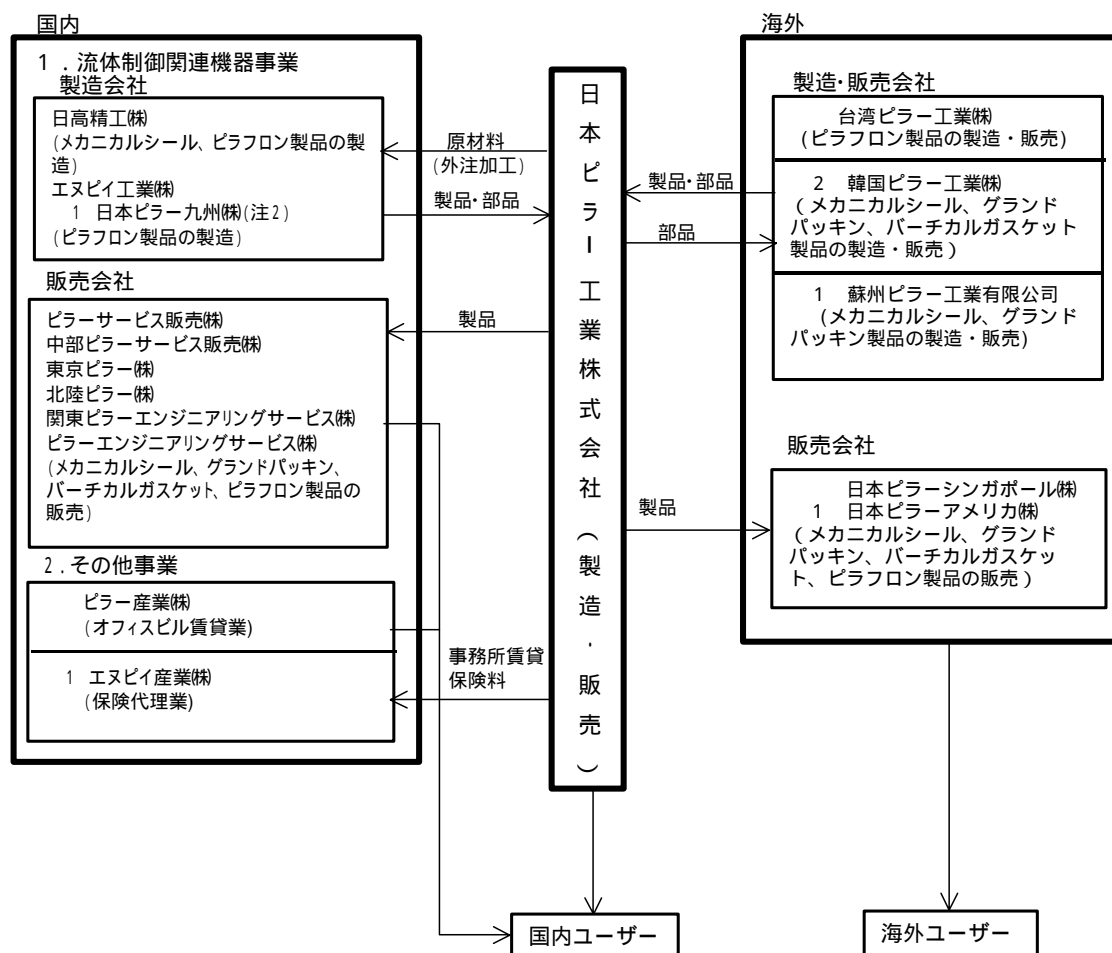 国内
1．流体制御関連機器事業
製造会社
日高精工㈱
(メカニカルシール、ピラフロン製品の製
造)
エヌピイ工業㈱
1 日本ピラー九州㈱(注2)
(ピラフロン製品の製造)
販売会社
ピラーサービス販売㈱
中部ピラーサービス販売㈱
東京ピラー㈱
北陸ピラー㈱
関東ピラーエンジニアリングサービス㈱
ピラーエンジニアリングサービス㈱
(メカニカルシール、グランドパッキン、
バーチカルガスケット、ピラフロン製品の
販売)
2.その他事業
ピラー産業㈱
(オフィスビル賃貸業)
1 エヌピイ産業㈱
(保険代理業)
原材料
(外注加工)
製品･部品
製品
事務所賃貸
保険料
日本ピラー工業株式会社(製造･販売)
製品･部品
部品
製品
海外
製造･販売会社
台湾ピラー工業㈱
(ピラフロン製品の製造・販売)
2 韓国ピラー工業㈱
(メカニカルシール、グランド
パッキン、バーチカルガスケット
製品の製造・販売)
1 蘇州ピラー工業有限公司
(メカニカルシール、グランド
パッキン製品の製造・販売)
販売会社
日本ピラーシンガポール㈱
1 日本ピラーアメリカ㈱
(メカニカルシール、グランド
パッキン、バーチカルガスケッ
ト、ピラフロン製品の販売)
国内ユーザー
海外ユーザー